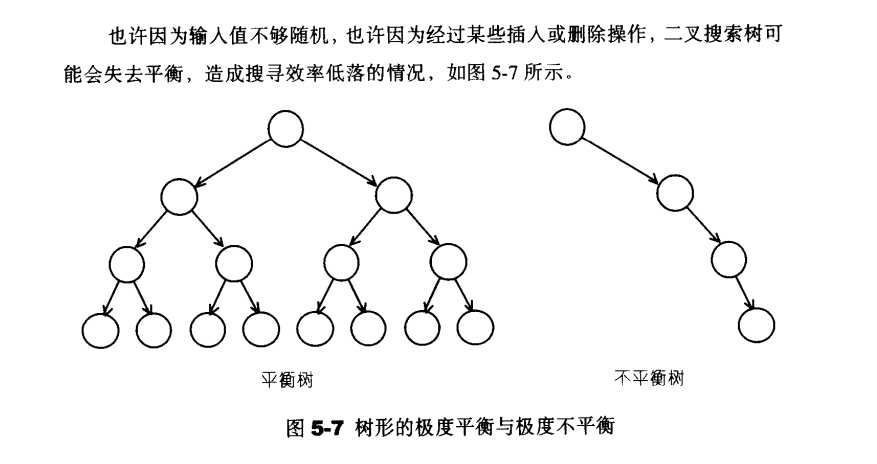 也许因为输入值不够随机，也许因为经过某些插入或删除操作，二叉搜索树可
能会失去平衡，造成搜寻效率低落的情况，如图 5-7 所示。
平衡树
不平衡树
图 5-7 树形的极度平衡与极度不平衡